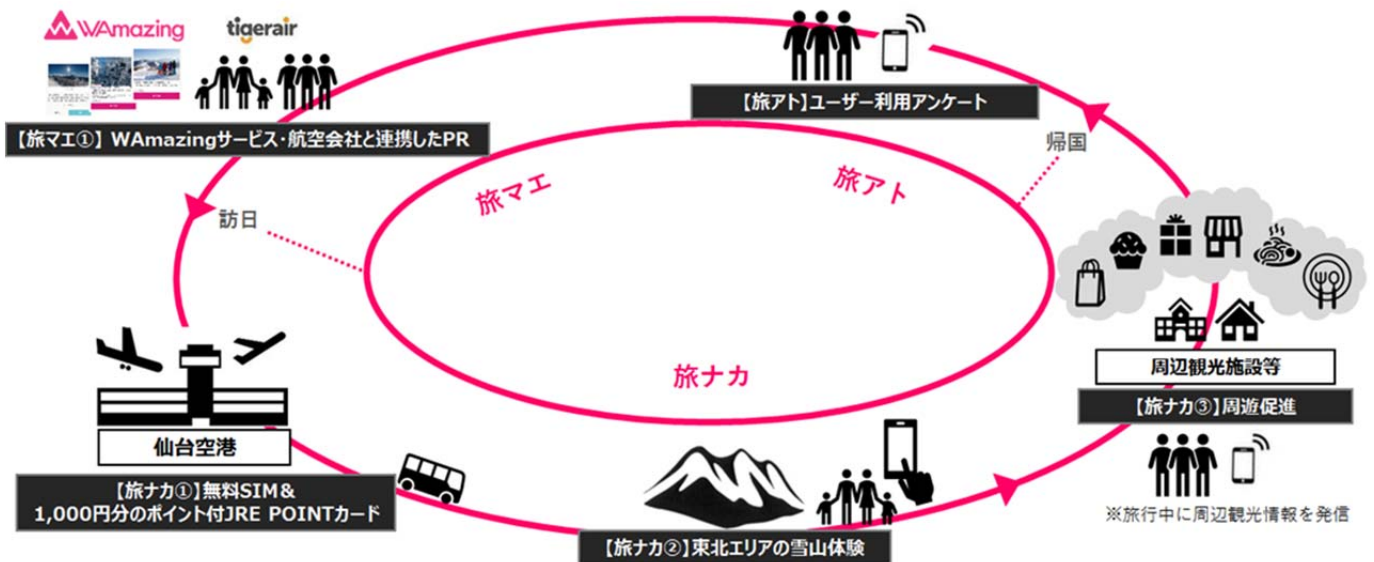 WAmazing
tigerair
【旅マエ①】WAmazingサービス・航空会社と連携したPR
【旅アト】ユーザー利用アンケート
帰国
旅マエ
旅アト
訪日
旅ナカ
周辺観光施設等
【旅ナカ③】周遊促進
※旅行中に周辺観光情報を発信
仙台空港
【旅ナカ①】無料SIM&
1,000円分のポイント付JRE POINTカード
【旅ナカ②】東北エリアの雪山体験